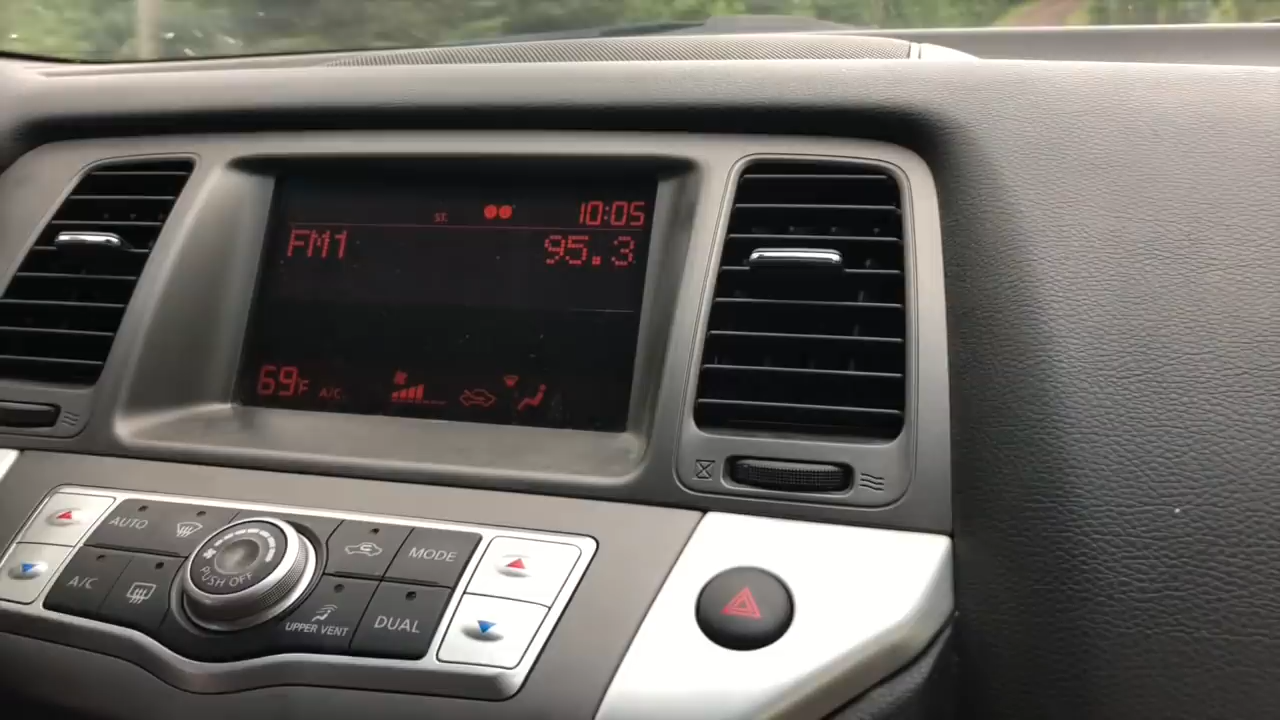 ST. 10:05
FM1 95.3
69F A/C
AUTO
MODE
A/C
PUSH OFF
UPPER VENT
DUAL